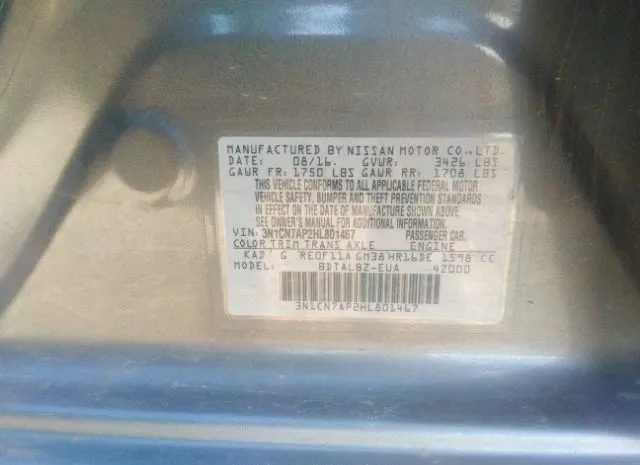 MANUFACTURED BY NISSAN MOTOR CO., LTD.
DATE: 08/16. GVWR: 3426 LBS
GAWR FR: 1750 LBS GAWR RR: 1708 LBS
THIS VEHICLE CONFORMS TO ALL APPLICABLE FEDERAL MOTOR
VEHICLE SAFETY, BUMPER AND THEFT PREVENTION STANDARDS
IN EFFECT ON THE DATE OF MANUFACTURE SHOWN ABOVE.
SEE OWNER'S MANUAL FOR ADDITIONAL INFORMATION.
VIN: 3N1CN7AP2HL801467 PASSENGER CAR.
COLOR TRIM TRANS AXLE ENGINE
KAD G RE0F11A GM38 HR16DE 1598 CC
MODEL: BDTALBZ-EUA 42000
3N1CN7AP2HL801467